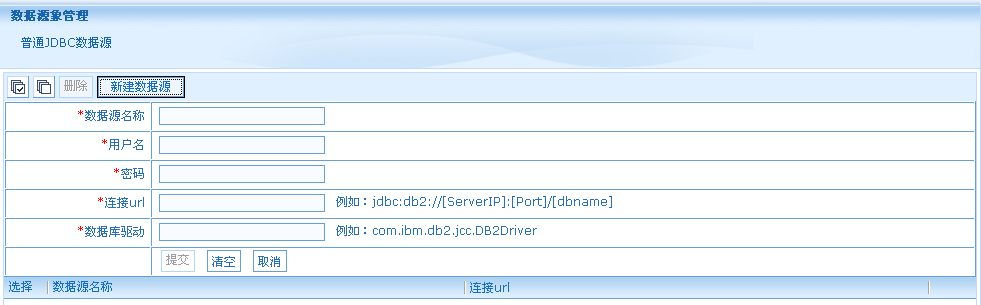 数据源象管理
普通JDBC数据源
删除 新建数据源
*数据源名称
*用户名
*密码
*连接url 例如：jdbc:db2://[ServerIP]:[Port]/[dbname]
*数据库驱动 例如：com.ibm.db2.jcc.DB2Driver
提交 清空 取消
选择 数据源名称 连接url